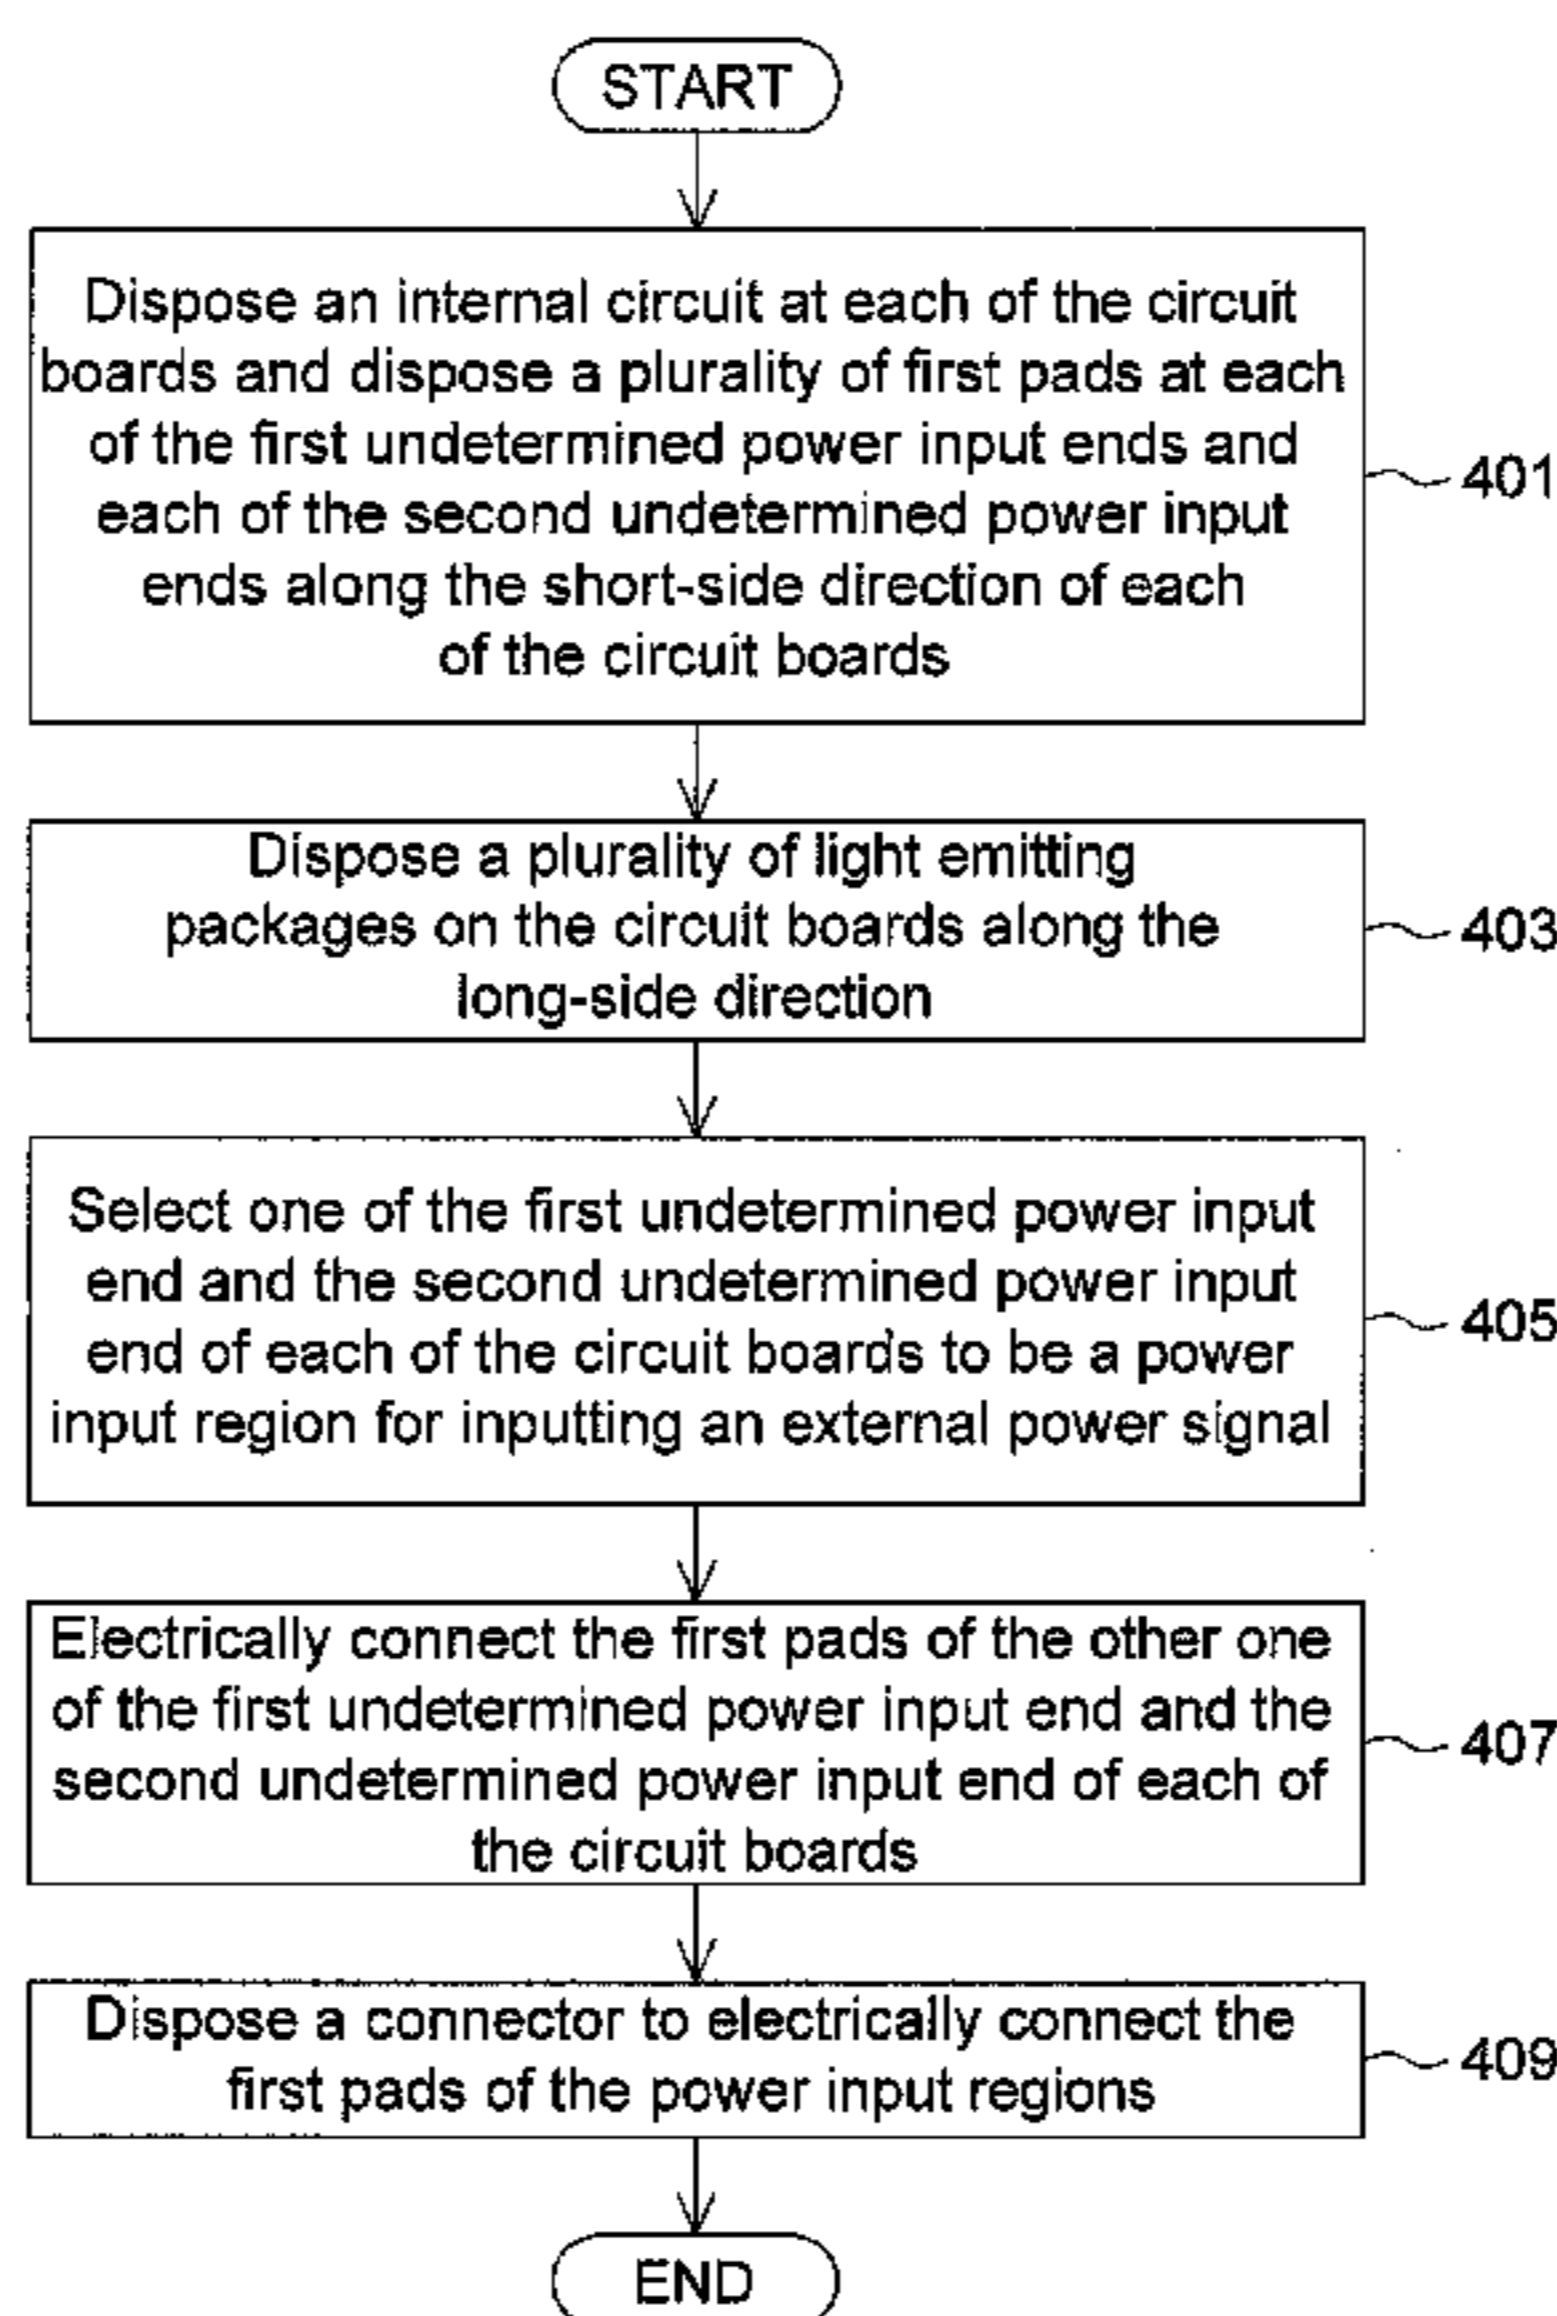 START
Dispose an internal circuit at each of the circuit
boards and dispose a plurality of first pads at each
of the first undetermined power input ends and
each of the second undetermined power input
ends along the short-side direction of each
of the circuit boards
401
Dispose a plurality of light emitting
packages on the circuit boards along the
long-side direction
403
Select one of the first undetermined power input
end and the second undetermined power input
end of each of the circuit boards to be a power
input region for inputting an external power signal
405
Electrically connect the first pads of the other one
of the first undetermined power input end and the
second undetermined power input end of each of
the circuit boards
407
Dispose a connector to electrically connect the
first pads of the power input regions
409
END